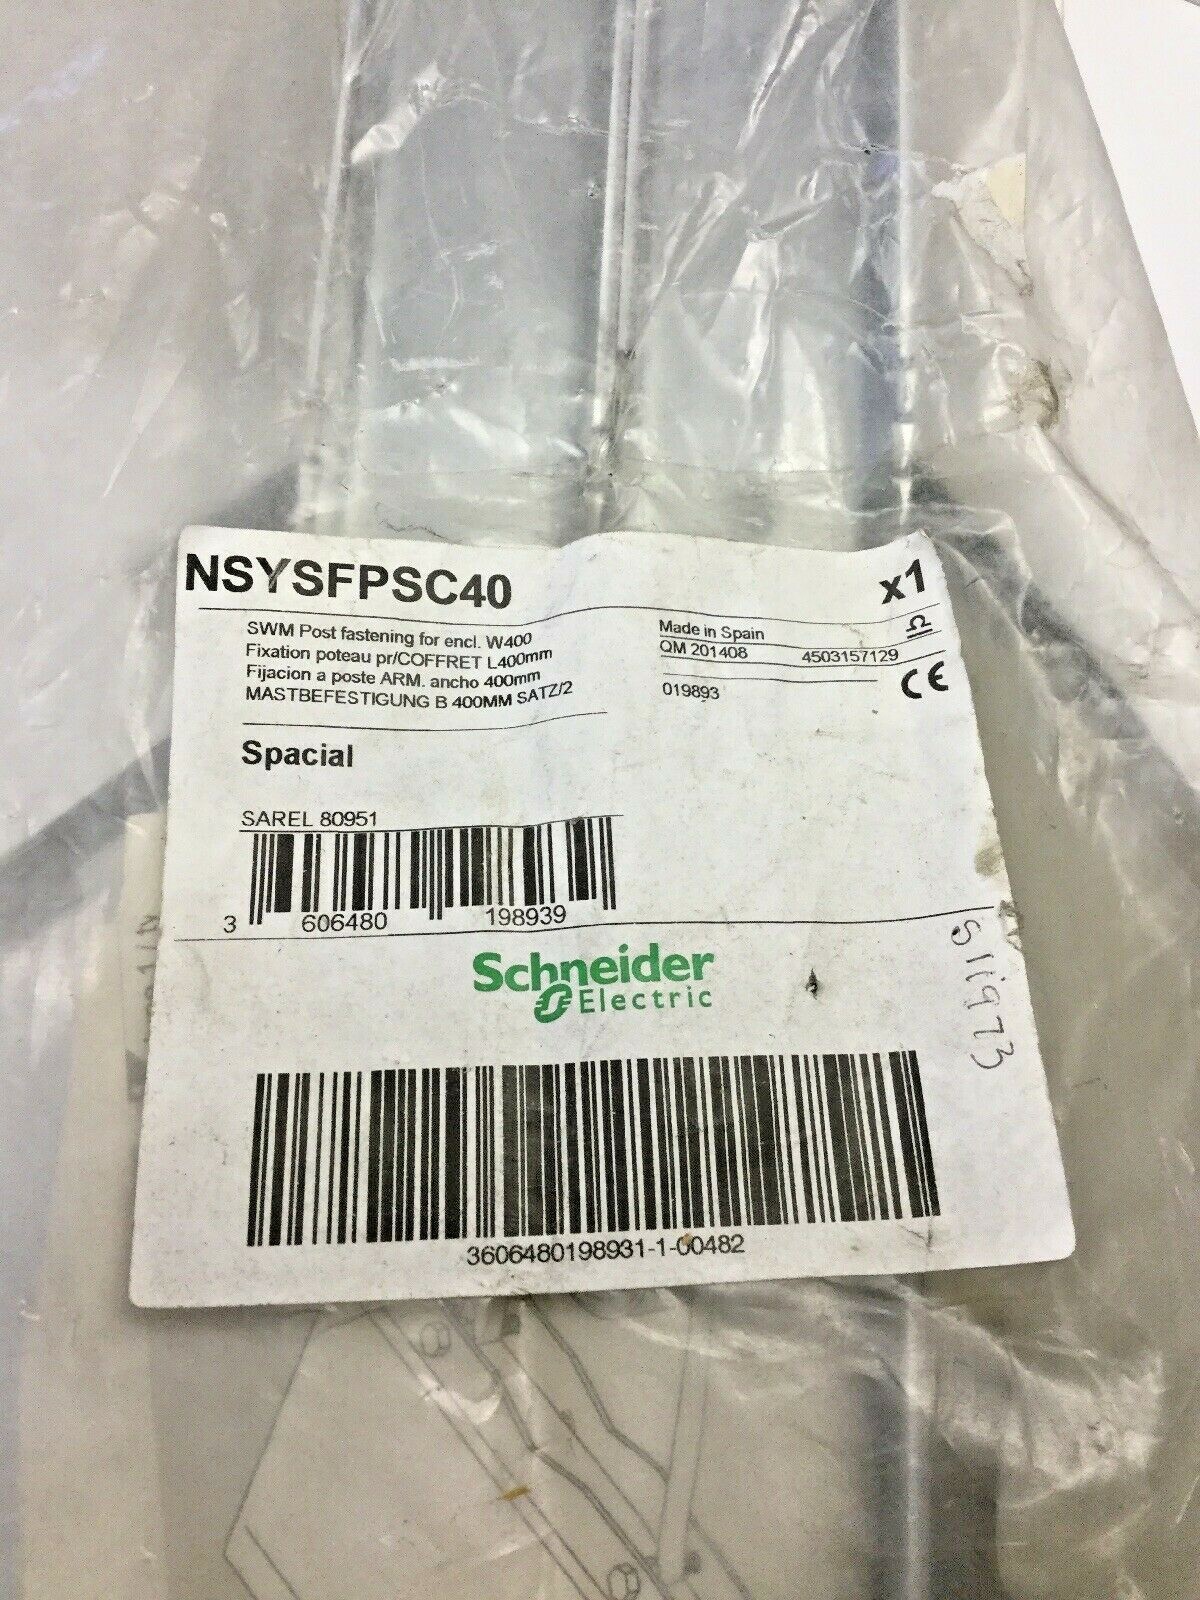 NSYSFPSC40
x1
SWM Post fastening for encl. W400
Fixation poteau pr/COFFRET L400mm
Fijacion a poste ARM. ancho 400mm
MASTBEFESTIGUNG B 400MM SATZ/2
Made in Spain
QM 201408 4503157129
019893
CE
Spacial
SAREL 80951
3 606480 198939
Schneider
Electric
3606480198931-1-00482